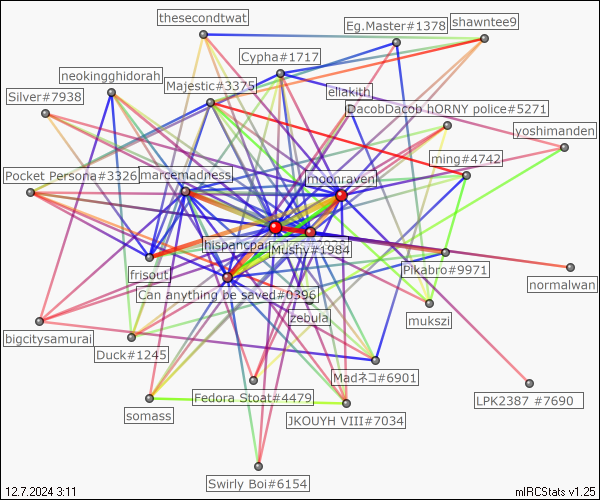 thesecondtwat
Eg.Master#1378
shawntee9
Cypha#1717
neokingghidorah
Majestic#3375
ellakith
Silver#7938
DacobDacob hORNY police#5271
yoshimanden
ming#4742
Pocket Persona#3326
marcemadness
moonraven
hispancpa
Mushy#1984
frisout
Pikabro#9971
normalwan
Can anything be saved#0396
mukszi
zebula
bigcitysamurai
Duck#1245
Madネコ#6901
Fedora Stoat#4479
LPK2387 #7690
somass
JKOUYH VIII#7034
Swirly Boi#6154
12.7.2024 3:11
mIRCStats v1.25